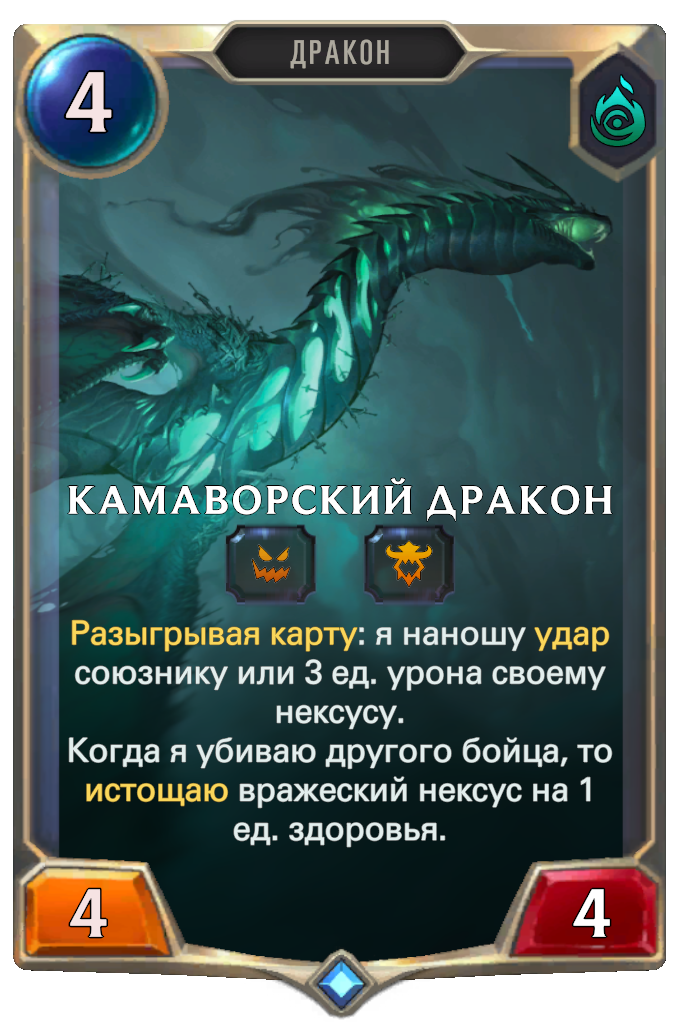 ДРАКОН
4
КАМАВОРСКИЙ ДРАКОН
Разыгрывая карту: я наношу удар
союзнику или 3 ед. урона своему
нексусу.
Когда я убиваю другого бойца, то
истощаю вражеский нексус на 1
ед. здоровья.
4
4